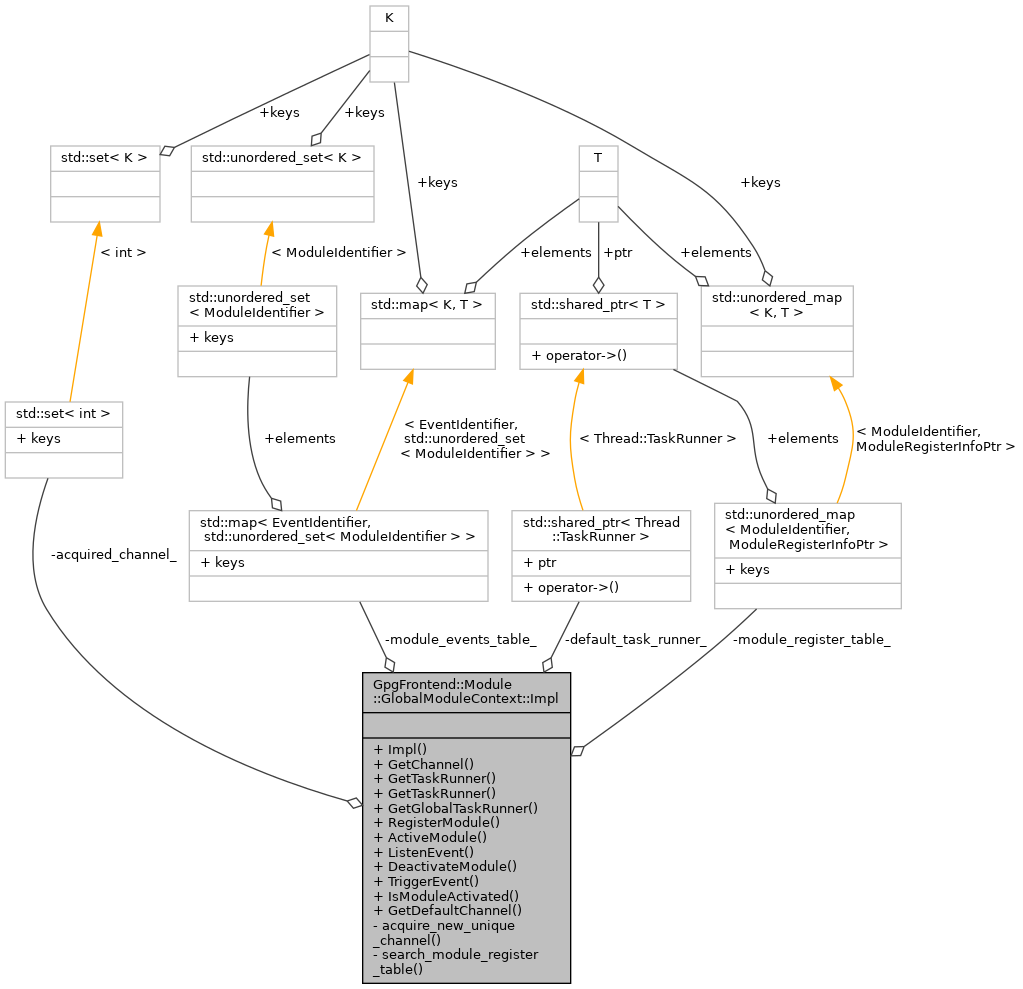 K
+keys
+keys
std::set< K >
std::unordered_set< K >
T
+keys
+keys
< int >
< ModuleIdentifier >
+elements
+ptr
+elements
std::unordered_set
< ModuleIdentifier >
+ keys
std::map< K, T >
std::shared_ptr< T >
+ operator->()
std::unordered_map
< K, T >
std::set< int >
+ keys
+elements
< EventIdentifier,
std::unordered_set
< ModuleIdentifier > >
< Thread::TaskRunner >
+elements
< ModuleIdentifier,
ModuleRegisterInfoPtr >
std::map< EventIdentifier,
std::unordered_set< ModuleIdentifier > >
+ keys
std::shared_ptr< Thread
::TaskRunner >
+ ptr
+ operator->()
std::unordered_map
< ModuleIdentifier,
ModuleRegisterInfoPtr >
+ keys
-acquired_channel_
-module_events_table_
-default_task_runner_
-module_register_table_
GpgFrontend::Module
::GlobalModuleContext::Impl
+ Impl()
+ GetChannel()
+ GetTaskRunner()
+ GetTaskRunner()
+ GetGlobalTaskRunner()
+ RegisterModule()
+ ActiveModule()
+ ListenEvent()
+ DeactivateModule()
+ TriggerEvent()
+ IsModuleActivated()
+ GetDefaultChannel()
- acquire_new_unique
_channel()
- search_module_register
_table()